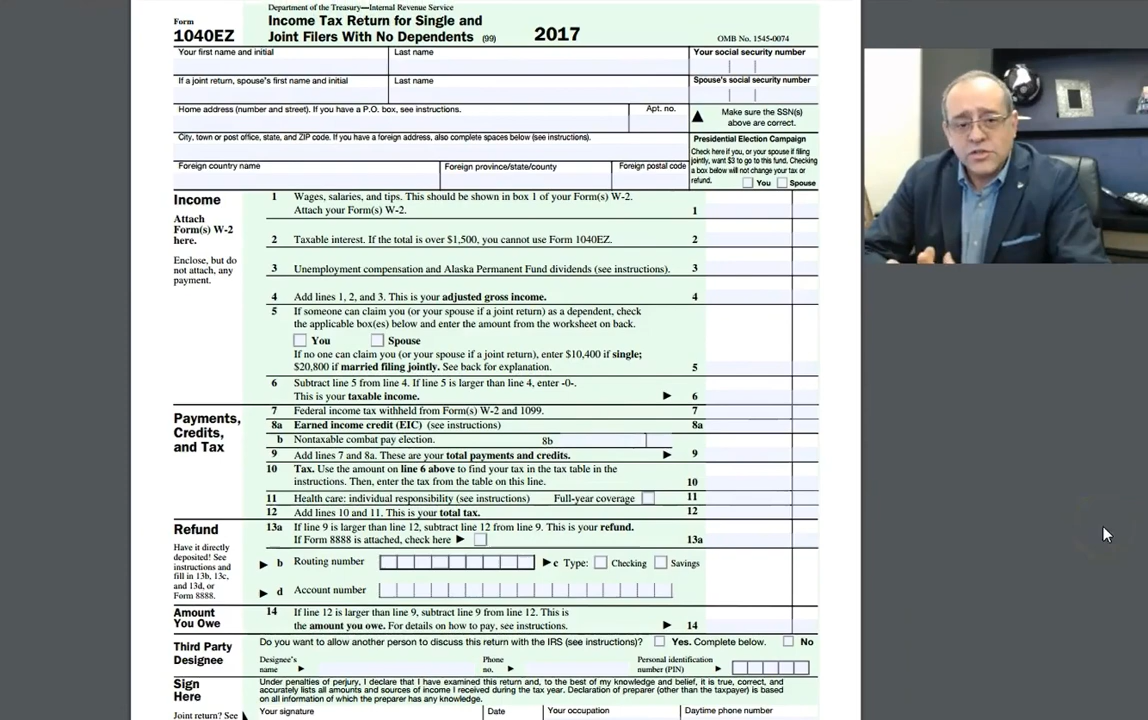 Department of the Treasury—Internal Revenue Service
Form
1040EZ
Income Tax Return for Single and
Joint Filers With No Dependents (99)
2017
OMB No. 1545-0074
Your first name and initial
Last name
Your social security number
If a joint return, spouse's first name and initial
Last name
Spouse's social security number
Home address (number and street). If you have a P.O. box, see instructions.
Apt. no.
▲ Make sure the SSN(s)
above are correct.
City, town or post office, state, and ZIP code. If you have a foreign address, also complete spaces below (see instructions).
Presidential Election Campaign
Check here if you, or your spouse if filing
jointly, want $3 to go to this fund. Checking
a box below will not change your tax or
refund.
You Spouse
Foreign country name
Foreign province/state/county
Foreign postal code
Income
Attach
Form(s) W-2
here.
Enclose, but do
not attach, any
payment.
1 Wages, salaries, and tips. This should be shown in box 1 of your Form(s) W-2.
Attach your Form(s) W-2. 1
2 Taxable interest. If the total is over $1,500, you cannot use Form 1040EZ. 2
3 Unemployment compensation and Alaska Permanent Fund dividends (see instructions). 3
4 Add lines 1, 2, and 3. This is your adjusted gross income. 4
5 If someone can claim you (or your spouse if a joint return) as a dependent, check
the applicable box(es) below and enter the amount from the worksheet on back.
You Spouse
If no one can claim you (or your spouse if a joint return), enter $10,400 if single;
$20,800 if married filing jointly. See back for explanation. 5
6 Subtract line 5 from line 4. If line 5 is larger than line 4, enter -0-.
This is your taxable income. ▶ 6
Payments,
Credits,
and Tax
7 Federal income tax withheld from Form(s) W-2 and 1099. 7
8a Earned income credit (EIC) (see instructions) 8a
b Nontaxable combat pay election. 8b
9 Add lines 7 and 8a. These are your total payments and credits. ▶ 9
10 Tax. Use the amount on line 6 above to find your tax in the tax table in the
instructions. Then, enter the tax from the table on this line. 10
11 Health care: individual responsibility (see instructions) Full-year coverage 11
12 Add lines 10 and 11. This is your total tax. 12
Refund
Have it directly
deposited! See
instructions and
fill in 13b, 13c,
and 13d, or
Form 8888.
13a If line 9 is larger than line 12, subtract line 12 from line 9. This is your refund.
If Form 8888 is attached, check here ▶ 13a
▶ b Routing number ▶ c Type: Checking Savings
▶ d Account number
Amount
You Owe
14 If line 12 is larger than line 9, subtract line 9 from line 12. This is
the amount you owe. For details on how to pay, see instructions. ▶ 14
Third Party
Designee
Do you want to allow another person to discuss this return with the IRS (see instructions)? Yes. Complete below. No
Designee's
name ▶
Phone
no. ▶
Personal identification
number (PIN) ▶
Sign
Here
Joint return? See
Under penalties of perjury, I declare that I have examined this return and, to the best of my knowledge and belief, it is true, correct, and
accurately lists all amounts and sources of income I received during the tax year. Declaration of preparer (other than the taxpayer) is based
on all information of which the preparer has any knowledge.
Your signature
Date
Your occupation
Daytime phone number